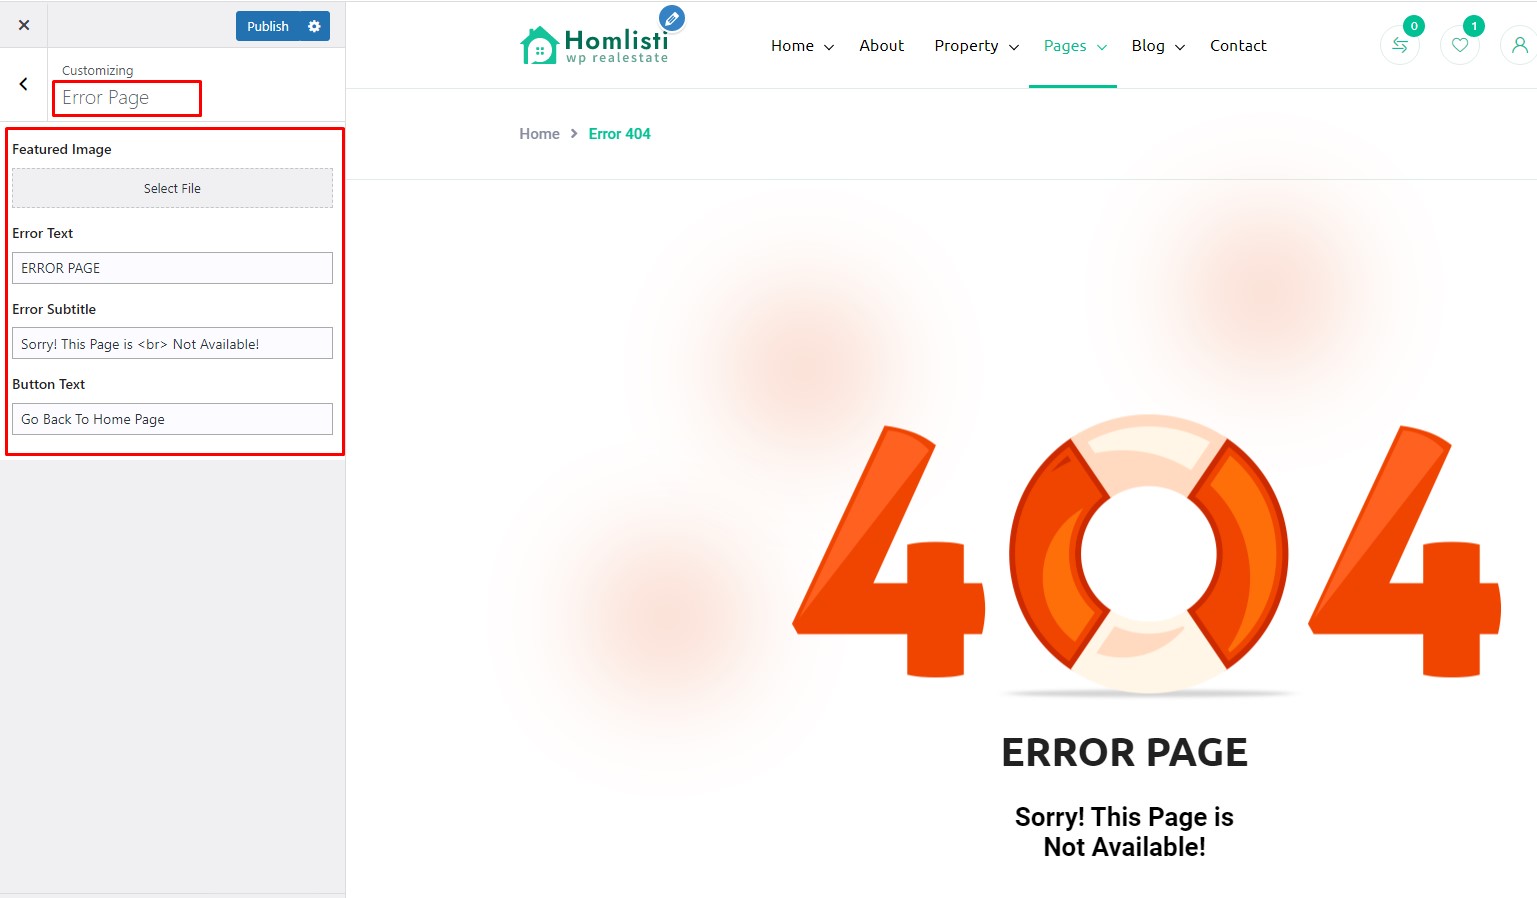 Publish
Customizing
Error Page
Featured Image
Select File
Error Text
ERROR PAGE
Error Subtitle
Sorry! This Page is <br> Not Available!
Button Text
Go Back To Home Page
Homlisti
wp realestate
Home
About
Property
Pages
Blog
Contact
0
1
Home
Error 404
404
ERROR PAGE
Sorry! This Page is
Not Available!